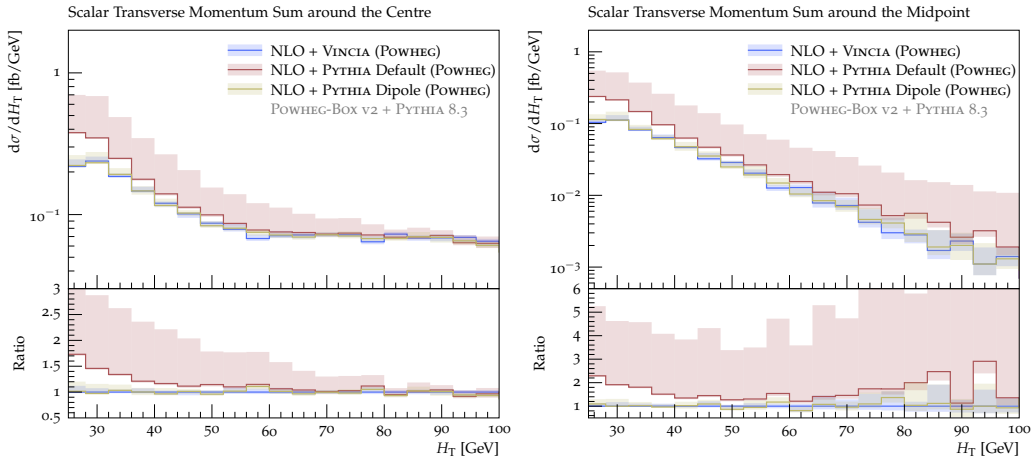 Scalar Transverse Momentum Sum around the Centre
dσ/dH_T [fb/GeV]
1
10⁻¹
NLO + VINCIA (POWHEG)
NLO + PYTHIA Default (POWHEG)
NLO + PYTHIA Dipole (POWHEG)
POWHEG-BOX v2 + PYTHIA 8.3
Ratio
3
2.5
2
1.5
1
0.5
30 40 50 60 70 80 90 100
H_T [GeV]
Scalar Transverse Momentum Sum around the Midpoint
dσ/dH_T [fb/GeV]
1
10⁻¹
10⁻²
10⁻³
NLO + VINCIA (POWHEG)
NLO + PYTHIA Default (POWHEG)
NLO + PYTHIA Dipole (POWHEG)
POWHEG-BOX v2 + PYTHIA 8.3
Ratio
6
5
4
3
2
1
30 40 50 60 70 80 90 100
H_T [GeV]